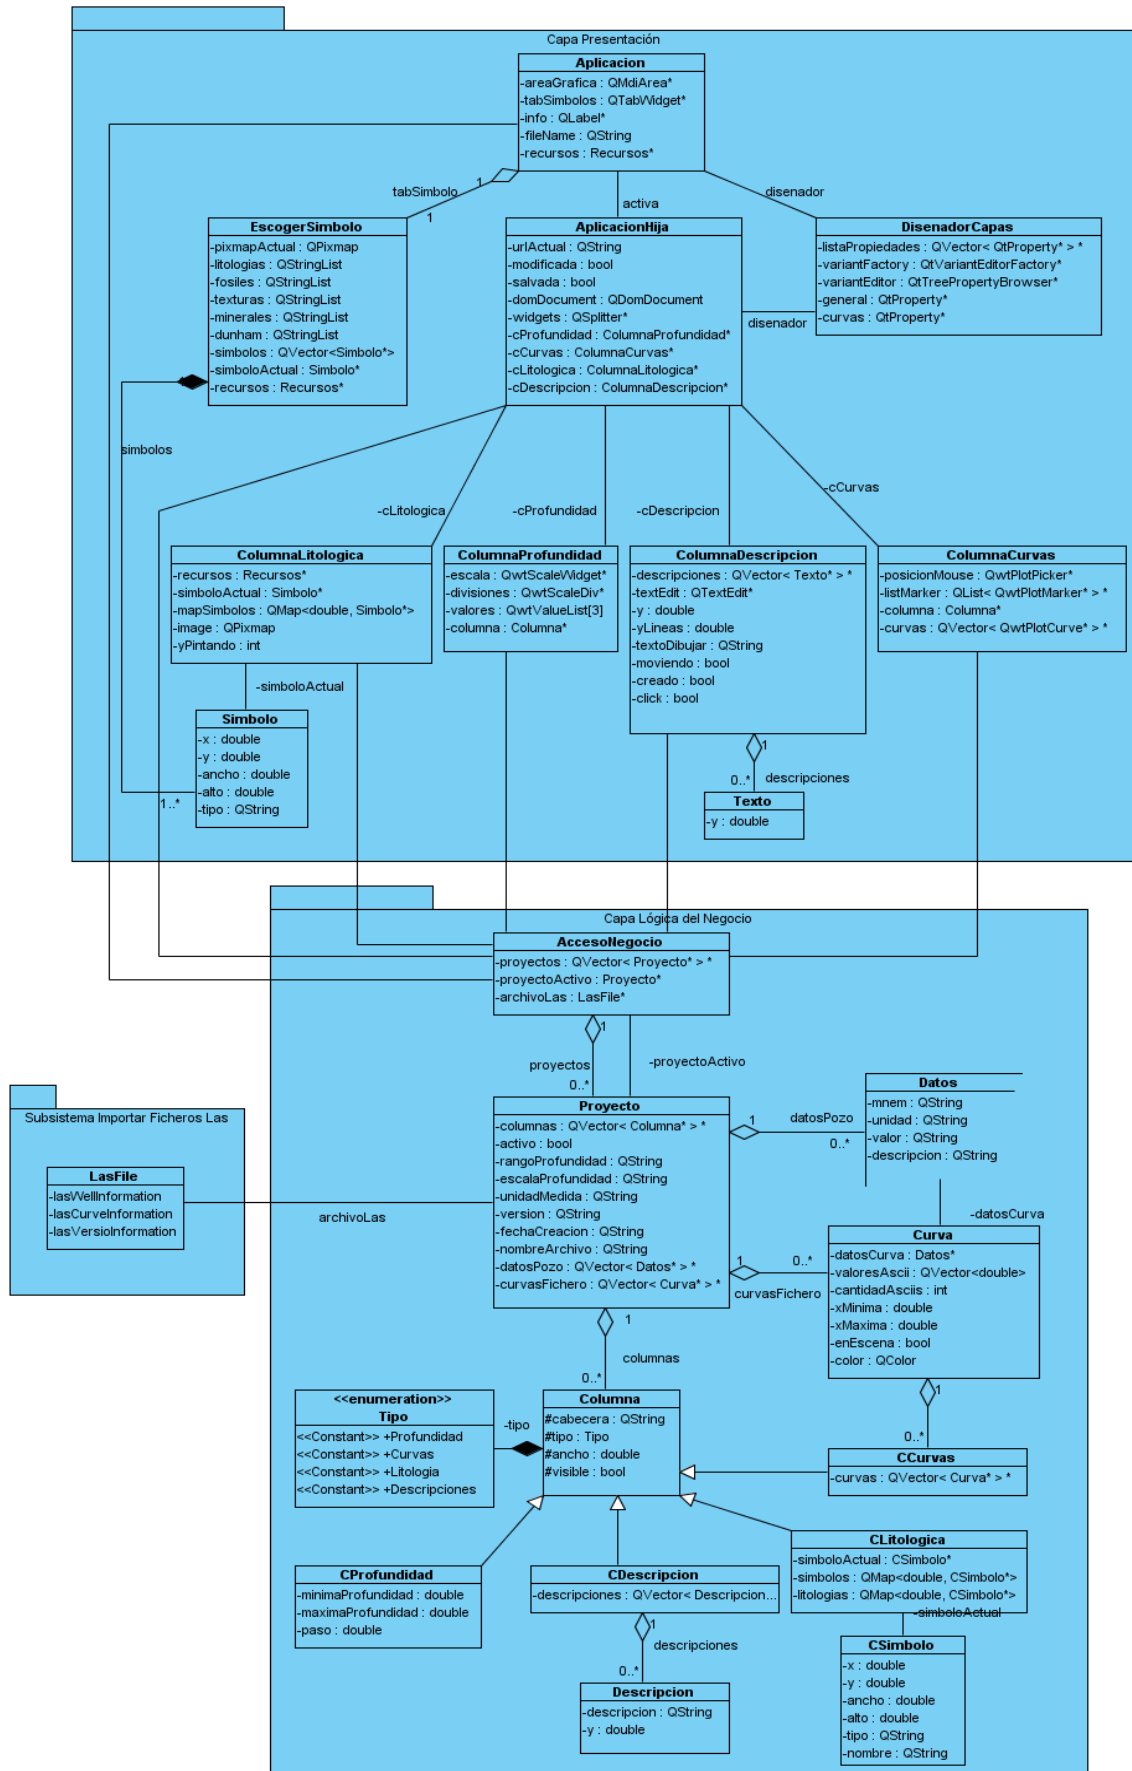 Capa Presentación
Aplicacion
-areaGrafica : QMdiArea*
-tabSimbolos : QTabWidget*
-info : QLabel*
-fileName : QString
-recursos : Recursos*
1
tabSimbolo
1
activa
disenador
EscogerSimbolo
-pixmapActual : QPixmap
-litologias : QStringList
-fosiles : QStringList
-texturas : QStringList
-minerales : QStringList
-dunham : QStringList
-simbolos : QVector<Simbolo*>
-simboloActual : Simbolo*
-recursos : Recursos*
AplicacionHija
-urlActual : QString
-modificada : bool
-salvada : bool
-domDocument : QDomDocument
-widgets : QSplitter*
-cProfundidad : ColumnaProfundidad*
-cCurvas : ColumnaCurvas*
-cLitologica : ColumnaLitologica*
-cDescripcion : ColumnaDescripcion*
DisenadorCapas
-listaPropiedades : QVector< QtProperty* > *
-variantFactory : QtVariantEditorFactory*
-variantEditor : QtTreePropertyBrowser*
-general : QtProperty*
-curvas : QtProperty*
disenador
simbolos
-cLitologica
-cProfundidad
-cDescripcion
-cCurvas
ColumnaLitologica
-recursos : Recursos*
-simboloActual : Simbolo*
-mapSimbolos : QMap<double, Simbolo*>
-image : QPixmap
-yPintando : int
ColumnaProfundidad
-escala : QwtScaleWidget*
-divisiones : QwtScaleDiv*
-valores : QwtValueList[3]
-columna : Columna*
ColumnaDescripcion
-descripciones : QVector< Texto* > *
-textEdit : QTextEdit*
-y : double
-yLineas : double
-textoDibujar : QString
-moviendo : bool
-creado : bool
-click : bool
ColumnaCurvas
-posicionMouse : QwtPlotPicker*
-listMarker : QList< QwtPlotMarker* > *
-columna : Columna*
-curvas : QVector< QwtPlotCurve* > *
-simboloActual
Simbolo
-x : double
-y : double
-ancho : double
-alto : double
-tipo : QString
1..*
1
0..*
descripciones
Texto
-y : double
Capa Lógica del Negocio
AccesoNegocio
-proyectos : QVector< Proyecto* > *
-proyectoActivo : Proyecto*
-archivoLas : LasFile*
1
proyectos
-proyectoActivo
0..*
Subsistema Importar Ficheros Las
LasFile
-lasWellInformation
-lasCurveInformation
-lasVersioInformation
archivoLas
Proyecto
-columnas : QVector< Columna* > *
-activo : bool
-rangoProfundidad : QString
-escalaProfundidad : QString
-unidadMedida : QString
-version : QString
-fechaCreacion : QString
-nombreArchivo : QString
-datosPozo : QVector< Datos* > *
-curvasFichero : QVector< Curva* > *
1
datosPozo
0..*
Datos
-mnem : QString
-unidad : QString
-valor : QString
-descripcion : QString
-datosCurva
1
0..*
curvasFichero
Curva
-datosCurva : Datos*
-valoresAscii : QVector<double>
-cantidadAsciis : int
-xMinima : double
-xMaxima : double
-enEscena : bool
-color : QColor
1
columnas
0..*
<<enumeration>>
Tipo
<<Constant>> +Profundidad
<<Constant>> +Curvas
<<Constant>> +Litologia
<<Constant>> +Descripciones
-tipo
Columna
#cabecera : QString
#tipo : Tipo
#ancho : double
#visible : bool
1
0..*
CCurvas
-curvas : QVector< Curva* > *
CProfundidad
-minimaProfundidad : double
-maximaProfundidad : double
-paso : double
CDescripcion
-descripciones : QVector< Descripcion...
CLitologica
-simboloActual : CSimbolo*
-simbolos : QMap<double, CSimbolo*>
-litologias : QMap<double, CSimbolo*>
-simboloActual
1
descripciones
0..*
Descripcion
-descripcion : QString
-y : double
CSimbolo
-x : double
-y : double
-ancho : double
-alto : double
-tipo : QString
-nombre : QString